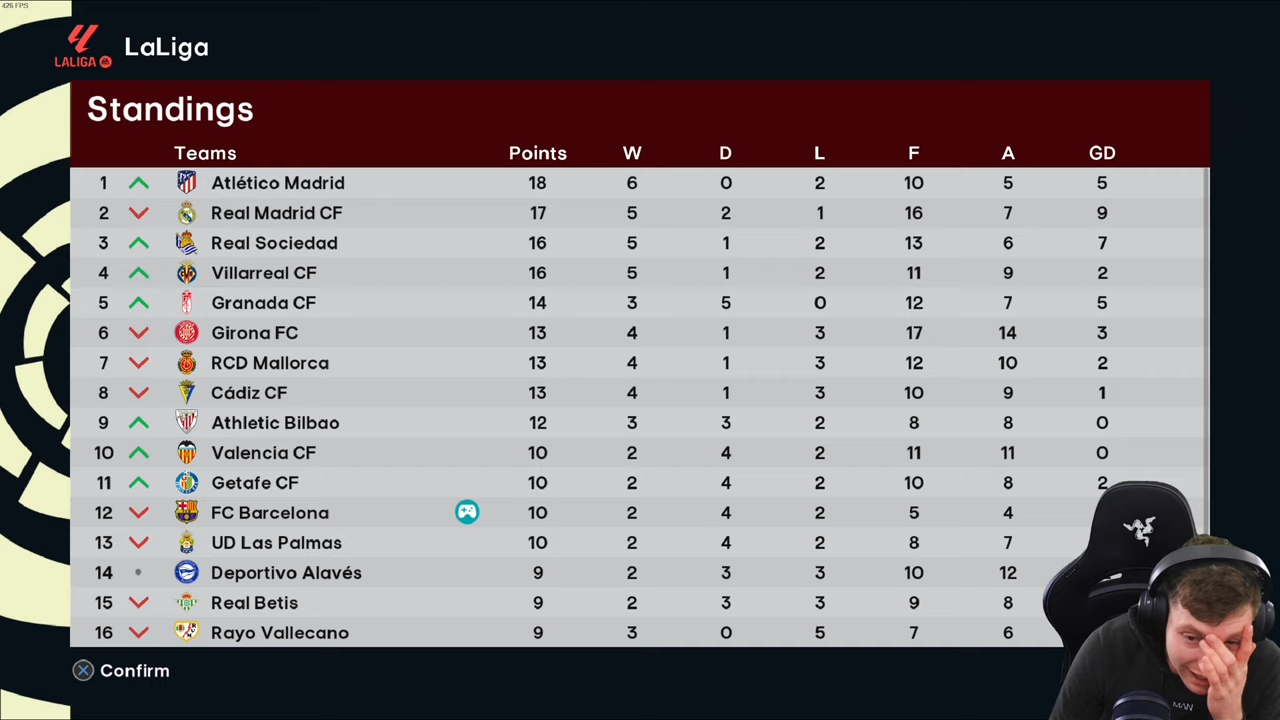 426 FPS
LALIGA EA LaLiga
Standings
Teams Points W D L F A GD
1 Atlético Madrid 18 6 0 2 10 5 5
2 Real Madrid CF 17 5 2 1 16 7 9
3 Real Sociedad 16 5 1 2 13 6 7
4 Villarreal CF 16 5 1 2 11 9 2
5 Granada CF 14 3 5 0 12 7 5
6 Girona FC 13 4 1 3 17 14 3
7 RCD Mallorca 13 4 1 3 12 10 2
8 Cádiz CF 13 4 1 3 10 9 1
9 Athletic Bilbao 12 3 3 2 8 8 0
10 Valencia CF 10 2 4 2 11 11 0
11 Getafe CF 10 2 4 2 10 8 2
12 FC Barcelona 10 2 4 2 5 4
13 UD Las Palmas 10 2 4 2 8 7
14 Deportivo Alavés 9 2 3 3 10 12
15 Real Betis 9 2 3 3 9 8
16 Rayo Vallecano 9 3 0 5 7 6
Confirm
MAN